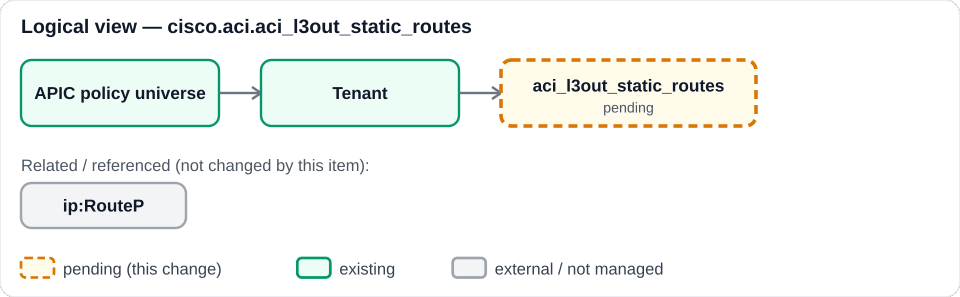 Logical view — cisco.aci.aci_l3out_static_routes
APIC policy universe
Tenant
aci_l3out_static_routes
pending
Related / referenced (not changed by this item):
ip:RouteP
pending (this change)
existing
external / not managed